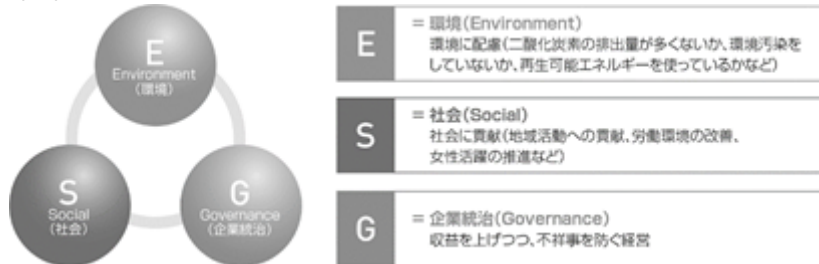 E
Environment
(環境)
S
Social
(社会)
G
Governance
(企業統治)
E
= 環境(Environment)
環境に配慮(二酸化炭素の排出量が多くないか、環境汚染を
していないか、再生可能エネルギーを使っているかなど)
S
= 社会(Social)
社会に貢献(地域活動への貢献、労働環境の改善、
女性活躍の推進など)
G
= 企業統治(Governance)
収益を上げつつ、不祥事を防ぐ経営